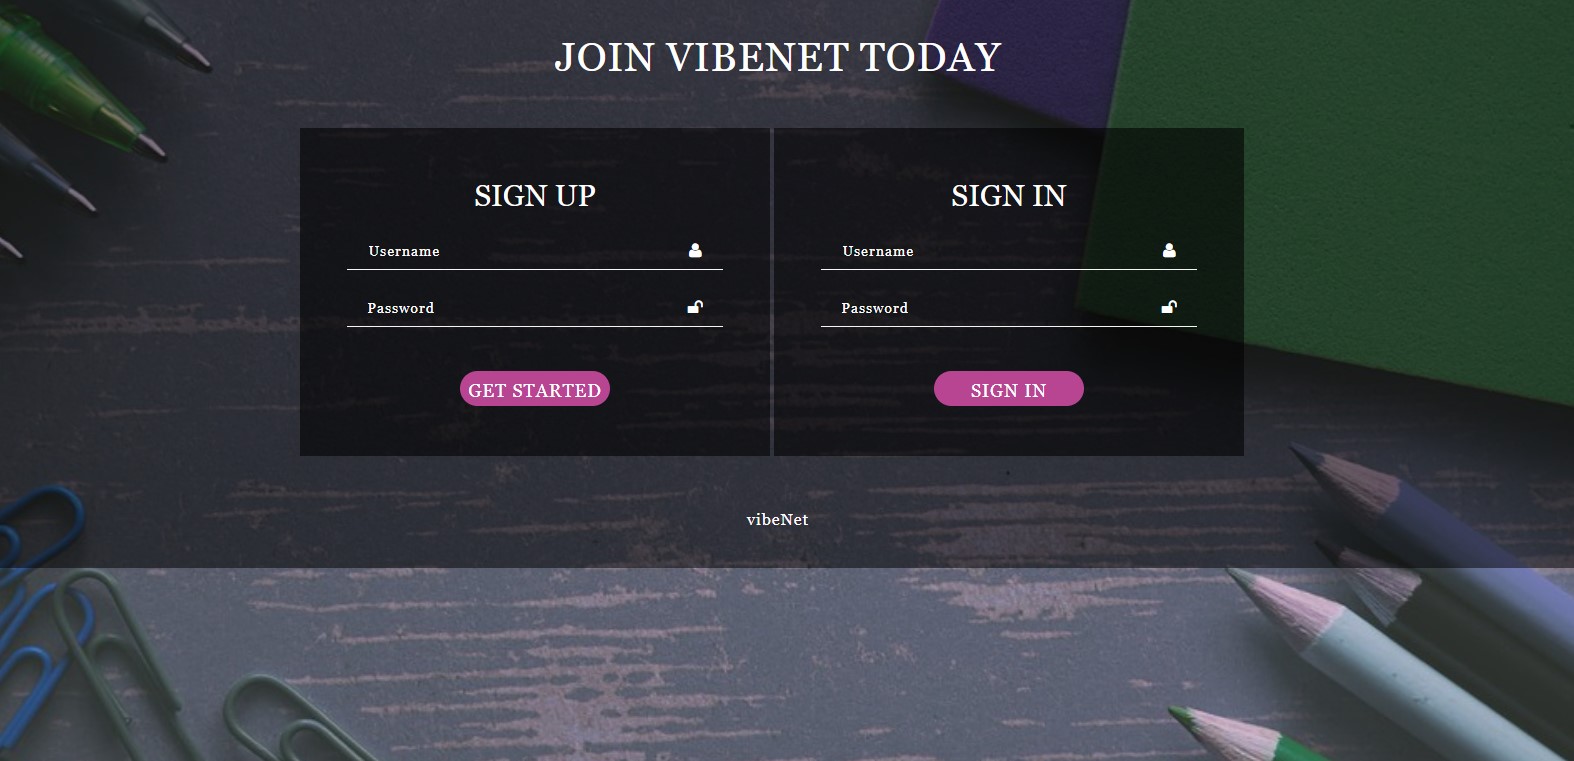 JOIN VIBENET TODAY
SIGN UP
Username
Password
GET STARTED
SIGN IN
Username
Password
SIGN IN
vibeNet